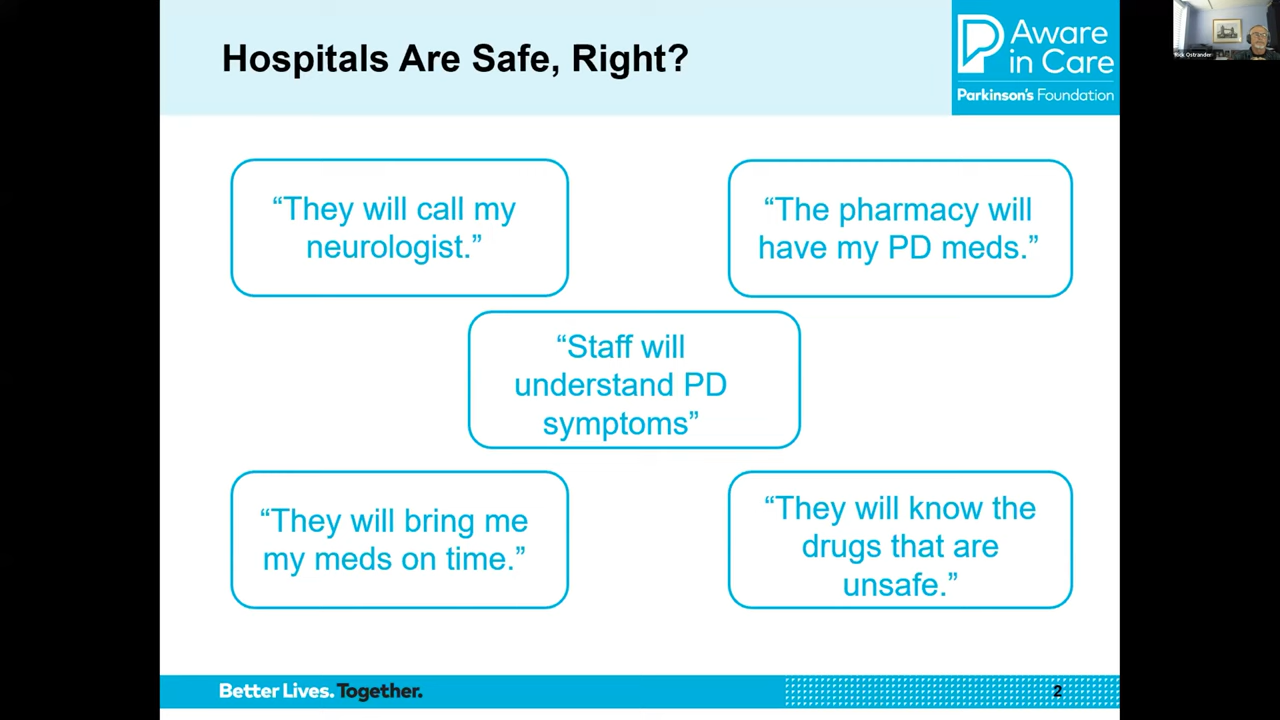 Hospitals Are Safe, Right?
Aware
in Care
Parkinson's Foundation
Rick Ostrander
“They will call my
neurologist.”
“The pharmacy will
have my PD meds.”
“Staff will
understand PD
symptoms”
“They will bring me
my meds on time.”
“They will know the
drugs that are
unsafe.”
Better Lives. Together.
2